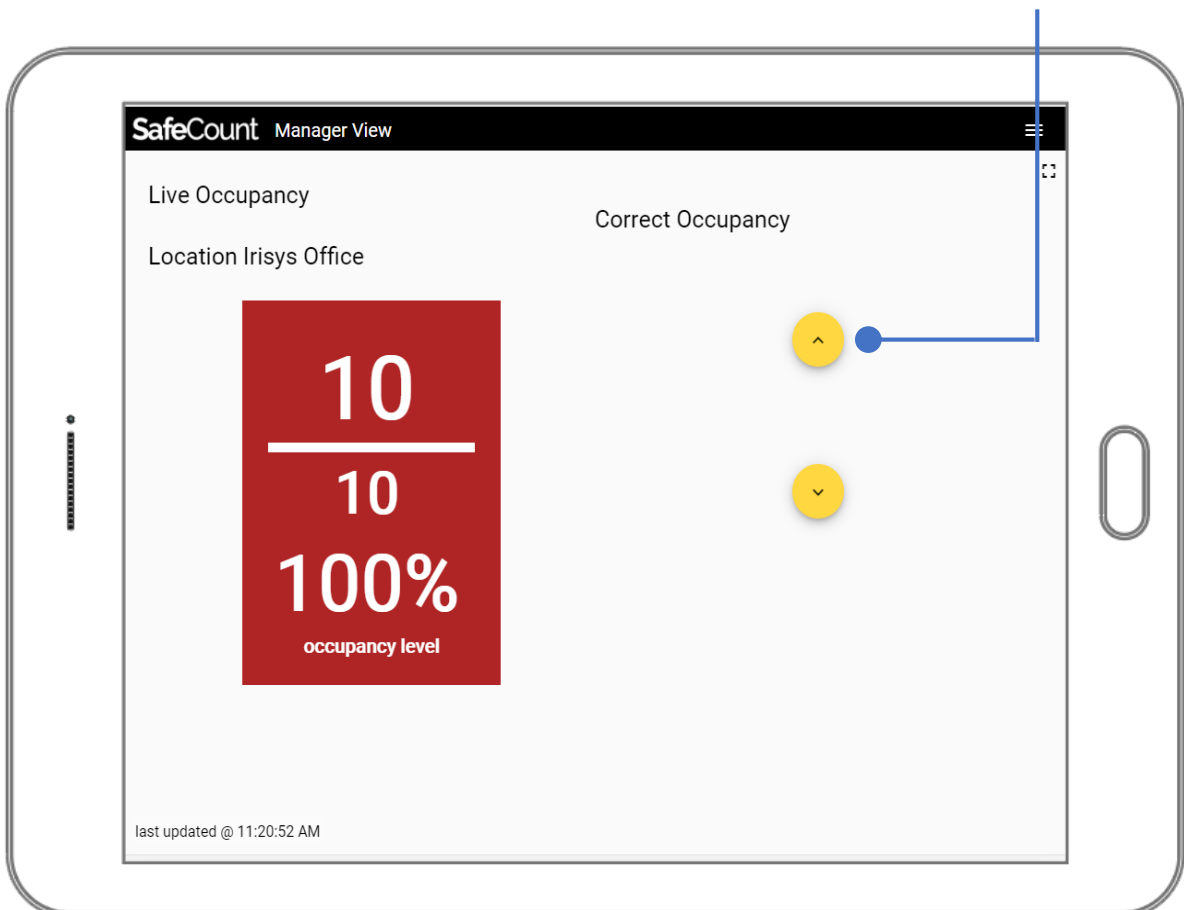 SafeCount Manager View
Live Occupancy
Correct Occupancy
Location Irisys Office
10
10
100%
occupancy level
last updated @ 11:20:52 AM